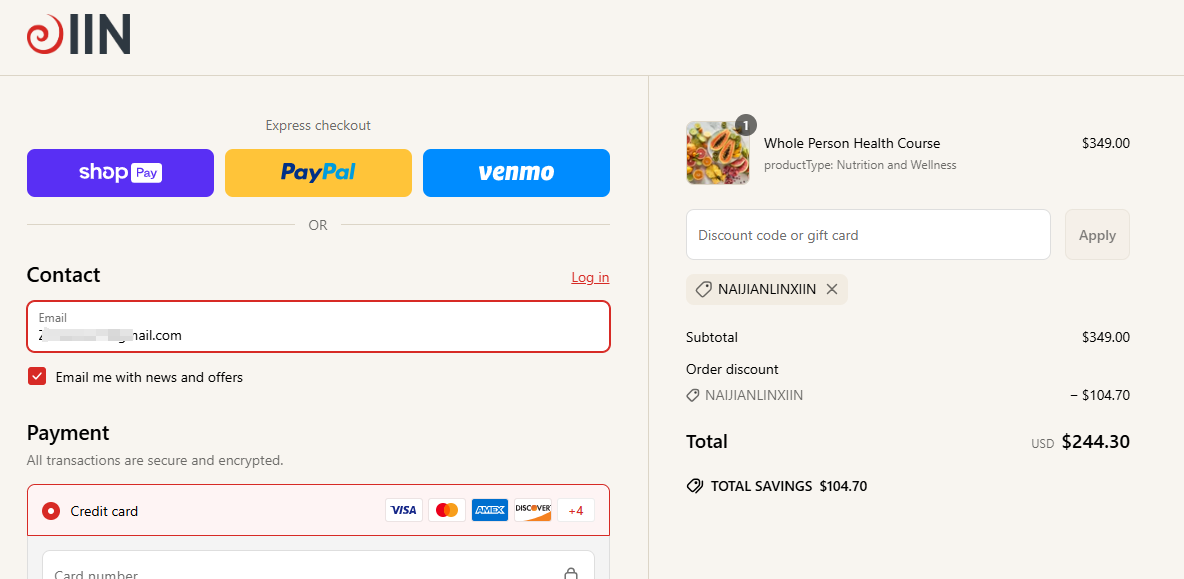 IIN
Express checkout
shop Pay
PayPal
venmo
OR
Contact
Log in
Email
mail.com
Email me with news and offers
Payment
All transactions are secure and encrypted.
Credit card
VISA
AMEX
DISCOVER
+4
Card number
1
Whole Person Health Course
$349.00
productType: Nutrition and Wellness
Discount code or gift card
Apply
NAIJIANLINXIIN
Subtotal
$349.00
Order discount
NAIJIANLINXIIN
− $104.70
Total
USD $244.30
TOTAL SAVINGS $104.70